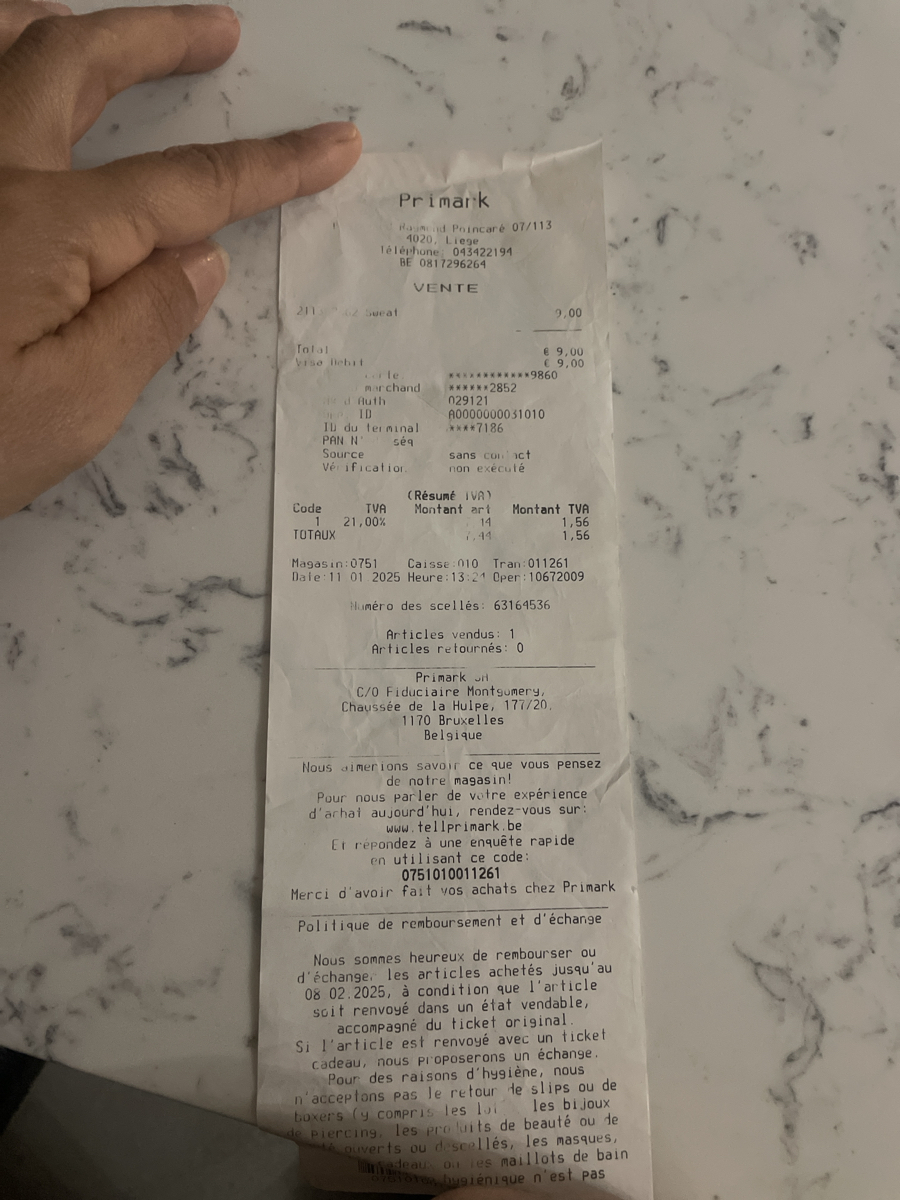 Primark
Raymond Poincaré 07/113
4020, Liege
Téléphone: 043422194
BE 0817296264
VENTE
Sweat 9,00
Total € 9,00
Visa Debit € 9,00
************9860
marchand ******2852
Auth 029121
ID A0000000031010
ID du terminal ****7186
PAN N° séq
Source sans contact
Vérification non exécuté
(Résumé TVA)
Code TVA Montant art Montant TVA
1 21,00% 1,56
TOTAUX 7,44 1,56
Magasin:0751 Caisse:010 Tran:011261
Date:11 01 2025 Heure:13:21 Oper:10672009
Numéro des scellés: 63164536
Articles vendus: 1
Articles retournés: 0
Primark srl
C/O Fiduciaire Montgomery,
Chaussée de la Hulpe, 177/20,
1170 Bruxelles
Belgique
Nous aimerions savoir ce que vous pensez
de notre magasin!
Pour nous parler de votre expérience
d'achat aujourd'hui, rendez-vous sur:
www.tellprimark.be
Et répondez à une enquête rapide
en utilisant ce code:
0751010011261
Merci d'avoir fait vos achats chez Primark
Politique de remboursement et d'échange
Nous sommes heureux de rembourser ou
d'échanger les articles achetés jusqu'au
08 02.2025, à condition que l'article
soit renvoyé dans un état vendable,
accompagné du ticket original.
Si l'article est renvoyé avec un ticket
cadeau, nous proposerons un échange.
Pour des raisons d'hygiène, nous
n'acceptons pas le retour de slips ou de
boxers (y compris les les bijoux
de piercing, les produits de beauté ou de
ouverts ou descellés, les masques,
cadeau ou les maillots de bain
hygiénique n'est pas